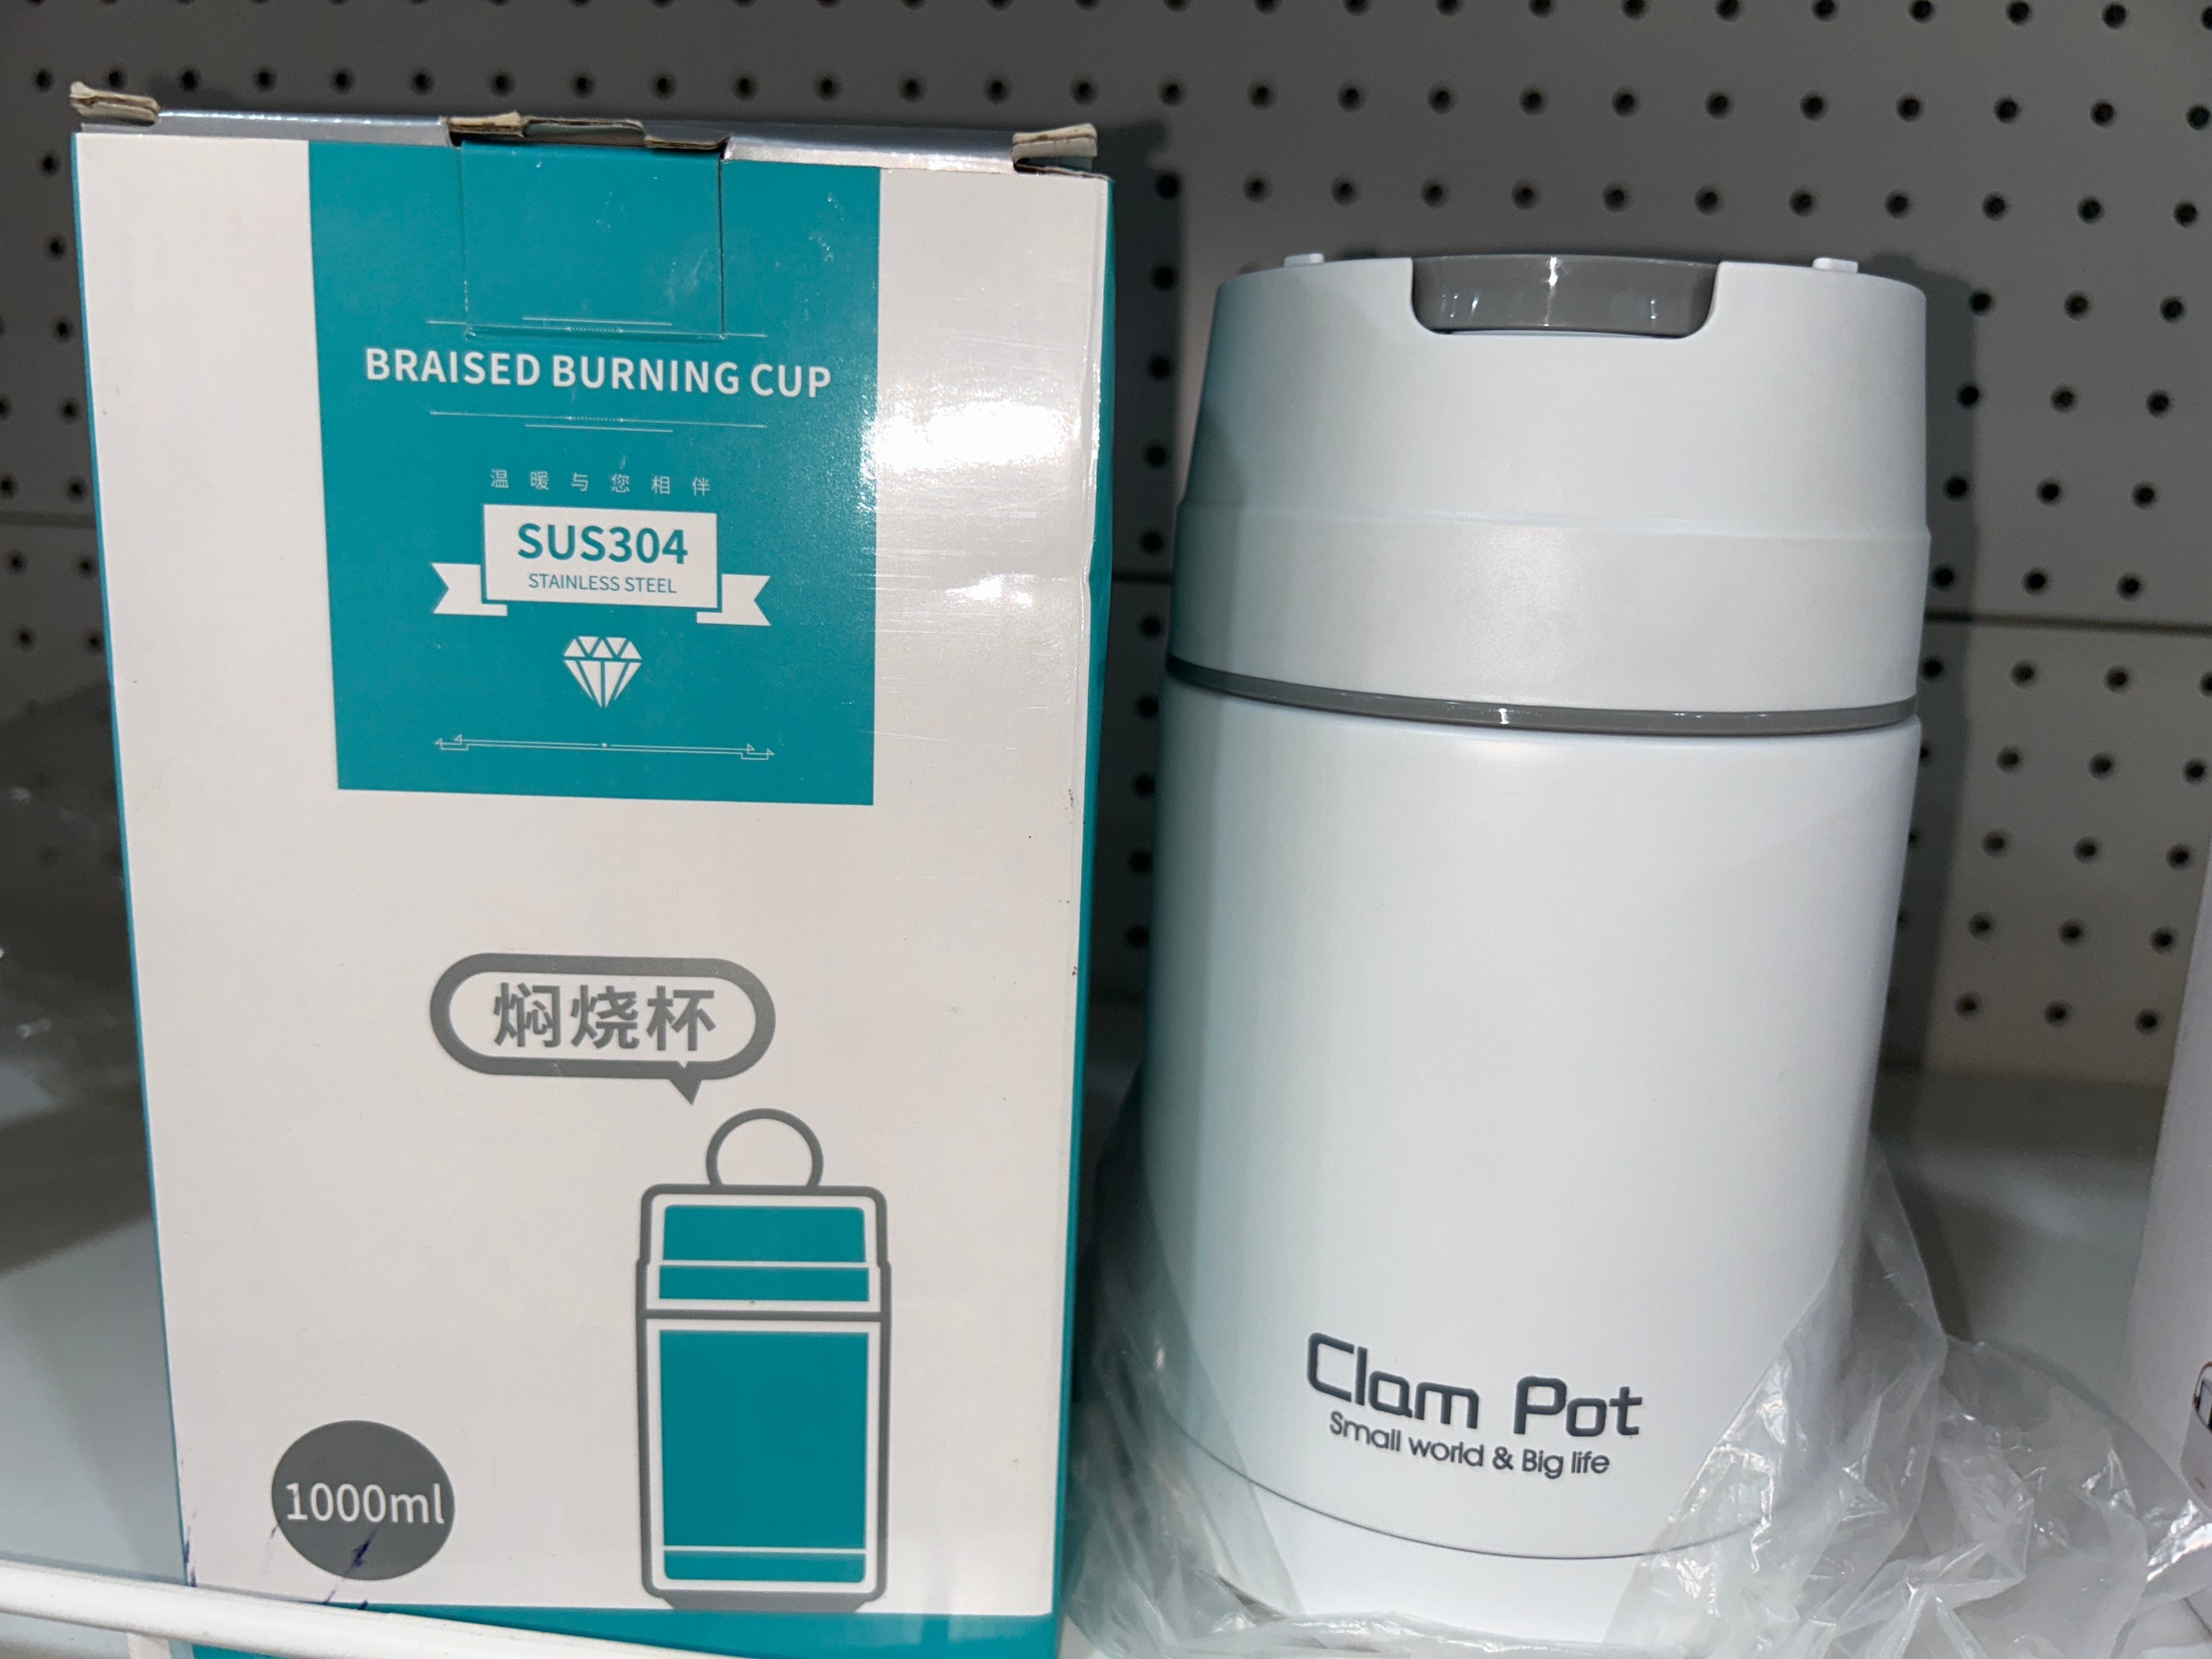 BRAISED BURNING CUP
温暖与您相伴
SUS304
STAINLESS STEEL
焖烧杯
1000ml
Clam Pot
Small world & Big life